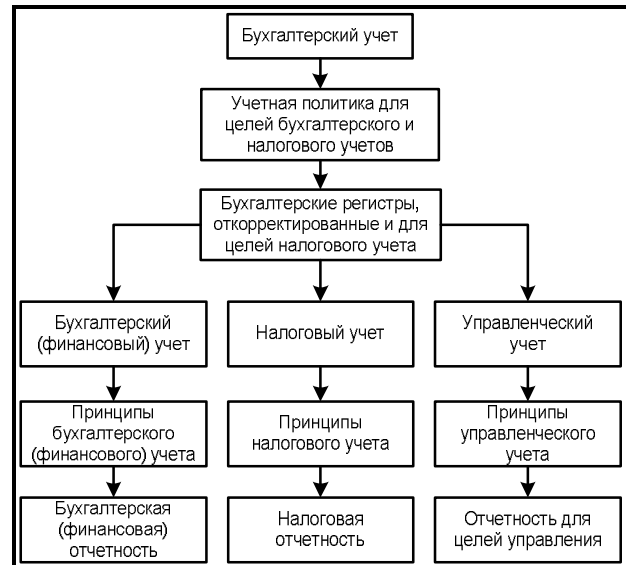 Бухгалтерский учет
Учетная политика для
целей бухгалтерского и
налогового учетов
Бухгалтерские регистры,
откорректированные и для
целей налогового учета
Бухгалтерский
(финансовый) учет
Налоговый учет
Управленческий
учет
Принципы
бухгалтерского
(финансового) учета
Принципы
налогового учета
Принципы
управленческого
учета
Бухгалтерская
(финансовая)
отчетность
Налоговая
отчетность
Отчетность для
целей управления